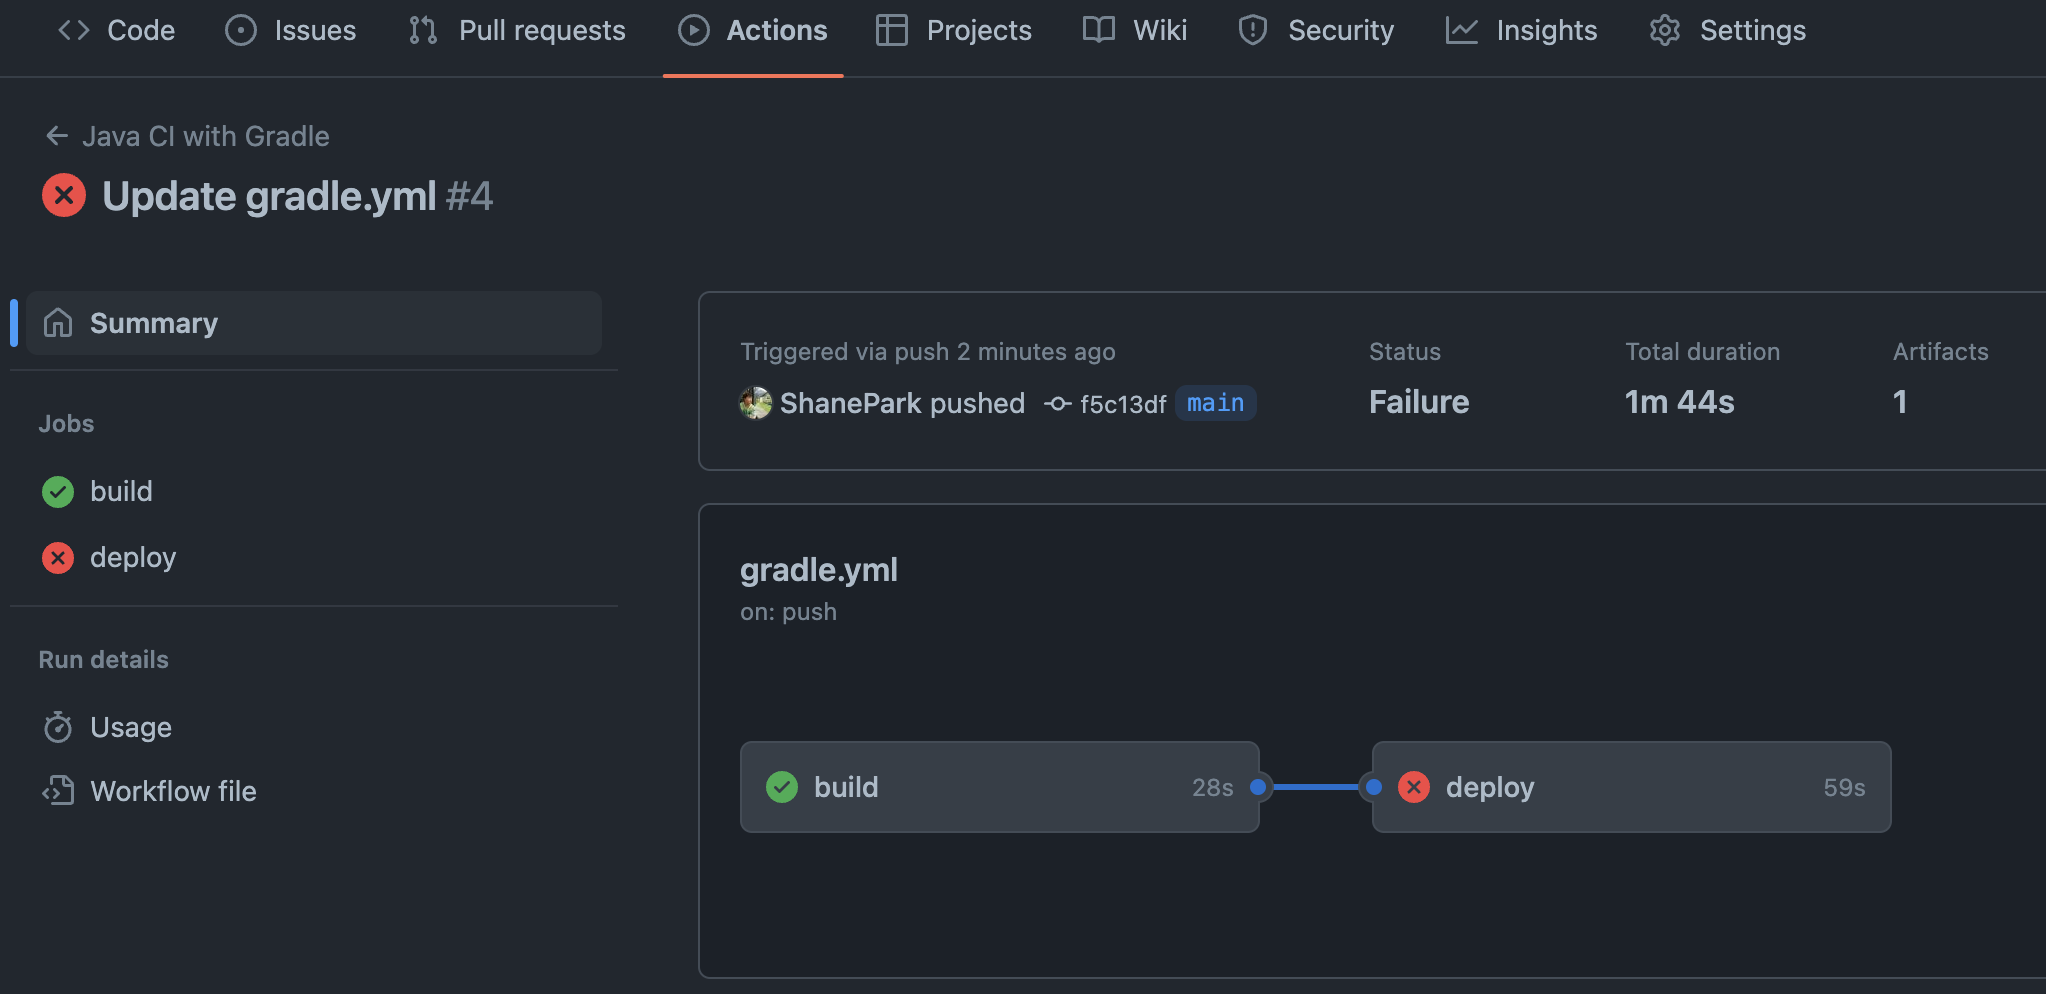 Code Issues Pull requests Actions Projects Wiki Security Insights Settings
Java CI with Gradle
Update gradle.yml #4
Summary
Jobs
build
deploy
Run details
Usage
Workflow file
Triggered via push 2 minutes ago
ShanePark pushed f5c13df main
Status
Failure
Total duration
1m 44s
Artifacts
1
gradle.yml
on: push
build 28s
deploy 59s